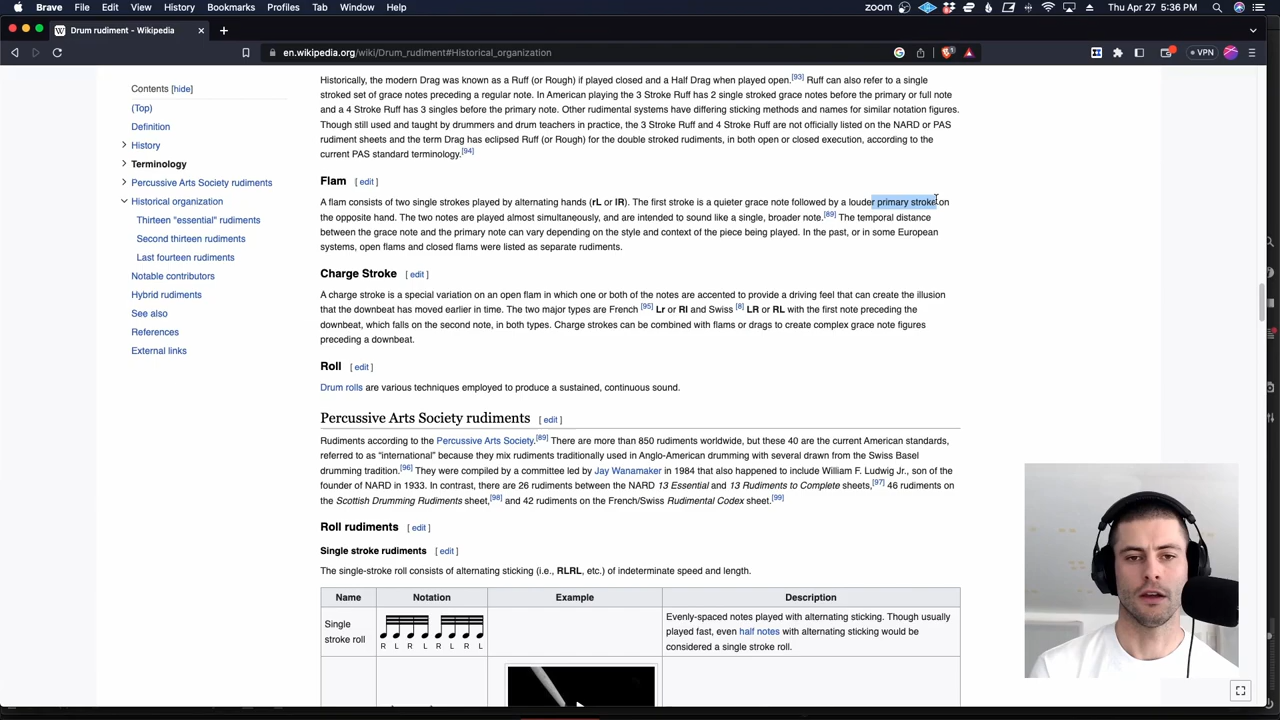 Brave File Edit View History Bookmarks Profiles Tab Window Help zoom Thu Apr 27 5:36 PM
Drum rudiment - Wikipedia
en.wikipedia.org/wiki/Drum_rudiment#Historical_organization VPN
Contents [hide]
(Top)
Definition
History
Terminology
Percussive Arts Society rudiments
Historical organization
Thirteen "essential" rudiments
Second thirteen rudiments
Last fourteen rudiments
Notable contributors
Hybrid rudiments
See also
References
External links
Historically, the modern Drag was known as a Ruff (or Rough) if played closed and a Half Drag when played open.[93] Ruff can also refer to a single
stroked set of grace notes preceding a regular note. In American playing the 3 Stroke Ruff has 2 single stroked grace notes before the primary or full note
and a 4 Stroke Ruff has 3 singles before the primary note. Other rudimental systems have differing sticking methods and names for similar notation figures.
Though still used and taught by drummers and drum teachers in practice, the 3 Stroke Ruff and 4 Stroke Ruff are not officially listed on the NARD or PAS
rudiment sheets and the term Drag has eclipsed Ruff (or Rough) for the double stroked rudiments, in both open or closed execution, according to the
current PAS standard terminology.[94]
Flam [ edit ]
A flam consists of two single strokes played by alternating hands (rL or lR). The first stroke is a quieter grace note followed by a louder primary stroke on
the opposite hand. The two notes are played almost simultaneously, and are intended to sound like a single, broader note.[89] The temporal distance
between the grace note and the primary note can vary depending on the style and context of the piece being played. In the past, or in some European
systems, open flams and closed flams were listed as separate rudiments.
Charge Stroke [ edit ]
A charge stroke is a special variation on an open flam in which one or both of the notes are accented to provide a driving feel that can create the illusion
that the downbeat has moved earlier in time. The two major types are French [95] Lr or Rl and Swiss [8] LR or RL with the first note preceding the
downbeat, which falls on the second note, in both types. Charge strokes can be combined with flams or drags to create complex grace note figures
preceding a downbeat.
Roll [ edit ]
Drum rolls are various techniques employed to produce a sustained, continuous sound.
Percussive Arts Society rudiments [ edit ]
Rudiments according to the Percussive Arts Society.[89] There are more than 850 rudiments worldwide, but these 40 are the current American standards,
referred to as "international" because they mix rudiments traditionally used in Anglo-American drumming with several drawn from the Swiss Basel
drumming tradition.[96] They were compiled by a committee led by Jay Wanamaker in 1984 that also happened to include William F. Ludwig Jr., son of the
founder of NARD in 1933. In contrast, there are 26 rudiments between the NARD 13 Essential and 13 Rudiments to Complete sheets,[97] 46 rudiments on
the Scottish Drumming Rudiments sheet,[98] and 42 rudiments on the French/Swiss Rudimental Codex sheet.[99]
Roll rudiments [ edit ]
Single stroke rudiments [ edit ]
The single-stroke roll consists of alternating sticking (i.e., RLRL, etc.) of indeterminate speed and length.
Name Notation Example Description
Single
stroke roll
R L R L R L R L
Evenly-spaced notes played with alternating sticking. Though usually
played fast, even half notes with alternating sticking would be
considered a single stroke roll.